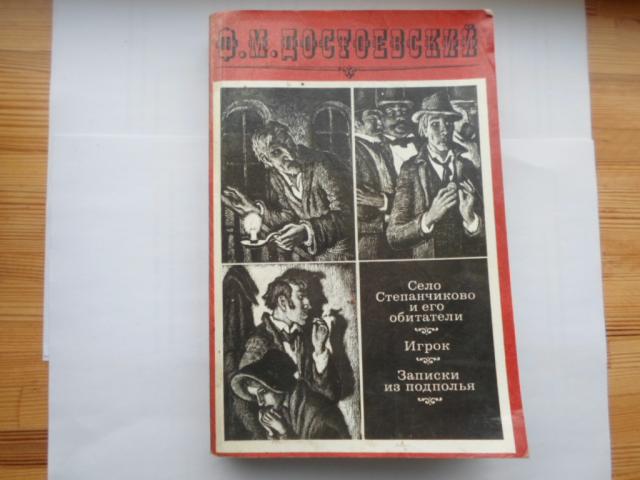 Ф.М.ДОСТОЕВСКИЙ
Село
Степанчиково
и его
обитатели
Игрок
Записки
из подполья